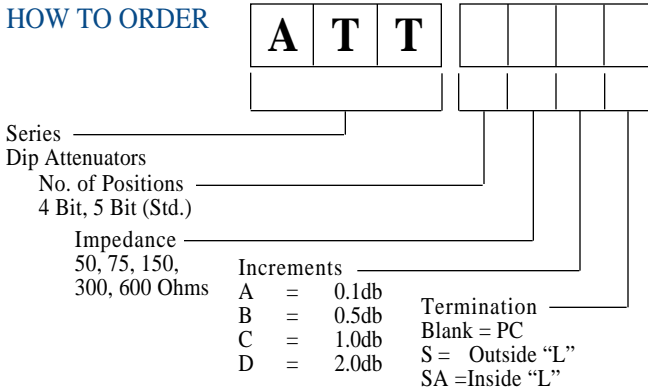 HOW TO ORDER
A T T
Series
Dip Attenuators
No. of Positions
4 Bit, 5 Bit (Std.)
Impedance
50, 75, 150,
300, 600 Ohms
Increments
A = 0.1db
B = 0.5db
C = 1.0db
D = 2.0db
Termination
Blank = PC
S = Outside “L”
SA =Inside “L”